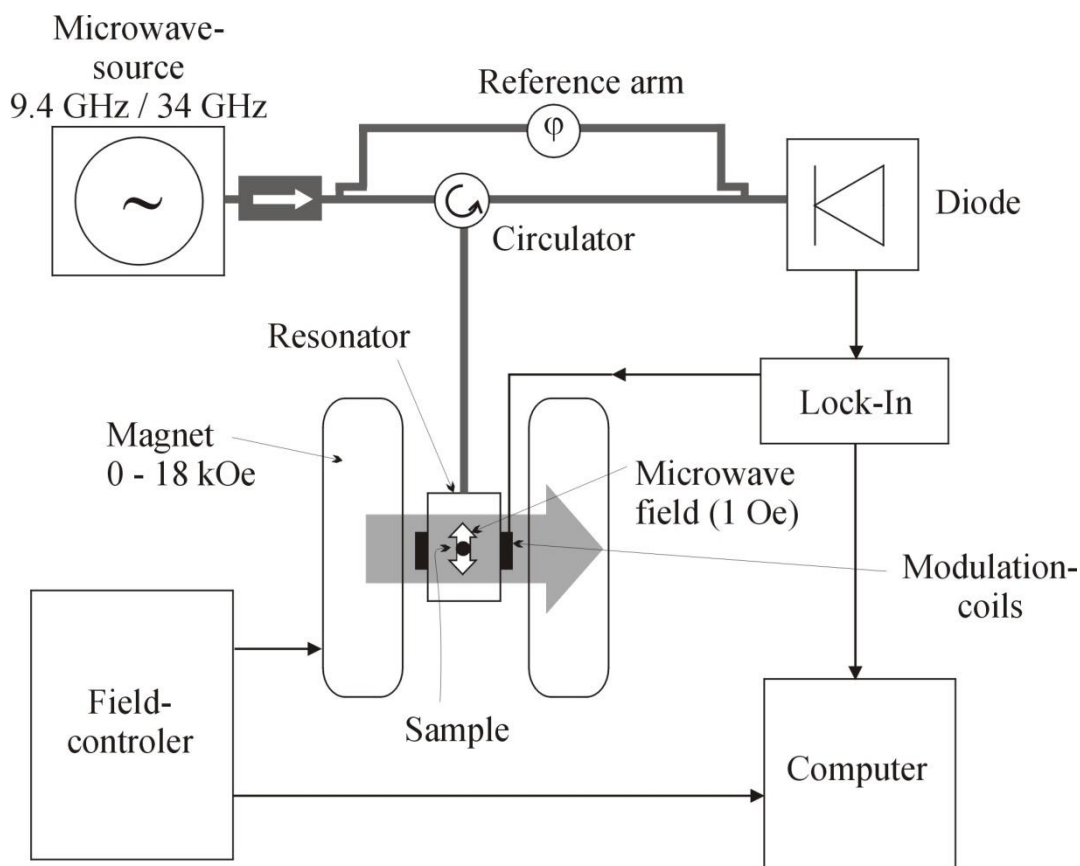 Microwave-
source
9.4 GHz / 34 GHz
~
Reference arm
φ
Circulator
Diode
Resonator
Lock-In
Magnet
0 - 18 kOe
Microwave
field (1 Oe)
Modulation-
coils
Sample
Field-
controler
Computer